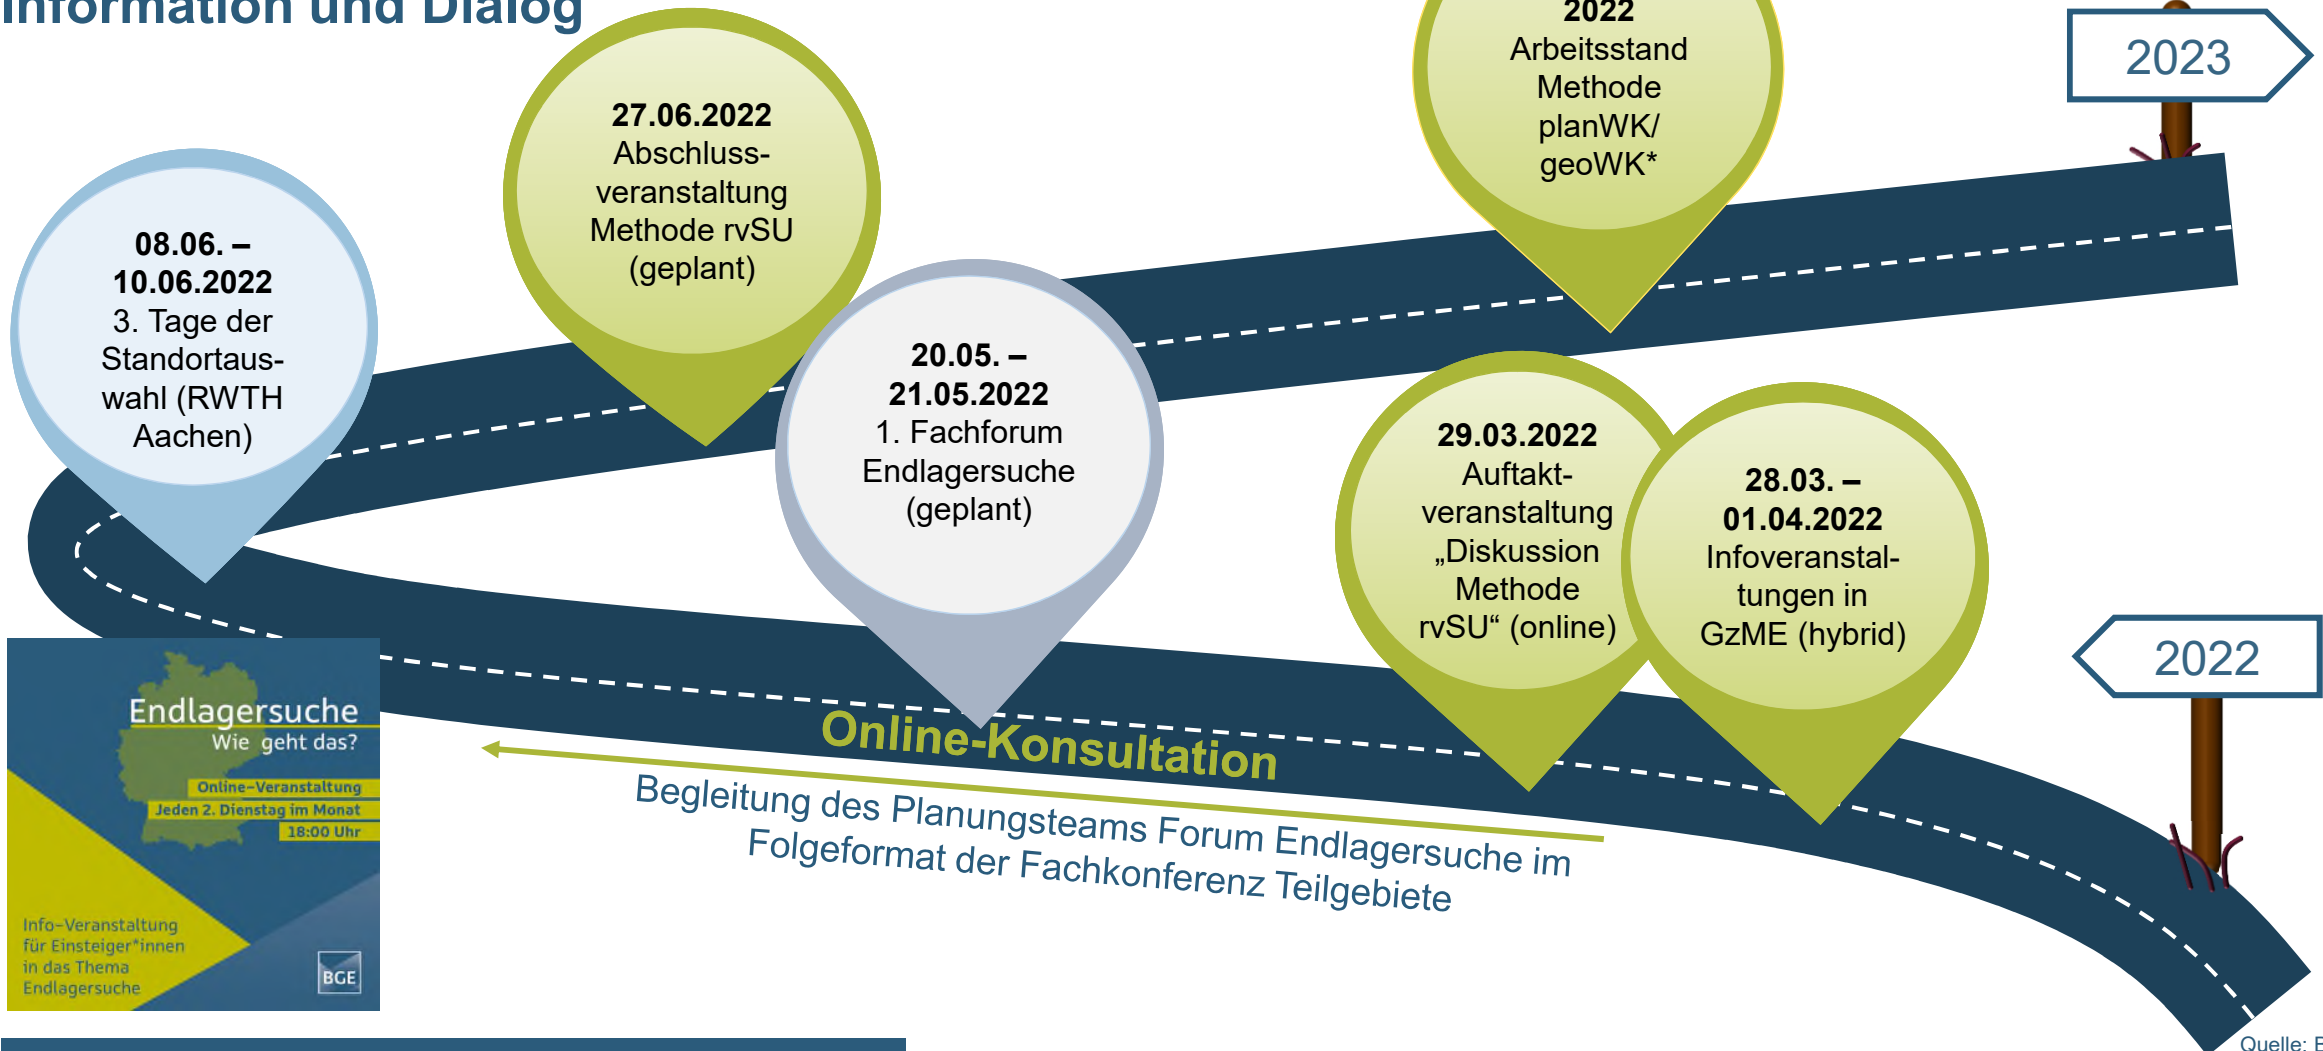 Information und Dialog
2022
Arbeitsstand
Methode
planWK/
geoWK*
2023
27.06.2022
Abschluss-
veranstaltung
Methode rvSU
(geplant)
08.06. –
10.06.2022
3. Tage der
Standortaus-
wahl (RWTH
Aachen)
20.05. –
21.05.2022
1. Fachforum
Endlagersuche
(geplant)
29.03.2022
Auftakt-
veranstaltung
„Diskussion
Methode
rvSU“ (online)
28.03. –
01.04.2022
Infoveranstal-
tungen in
GzME (hybrid)
2022
Online-Konsultation
Begleitung des Planungsteams Forum Endlagersuche im
Folgeformat der Fachkonferenz Teilgebiete
Endlagersuche
Wie geht das?
Online-Veranstaltung
Jeden 2. Dienstag im Monat
18:00 Uhr
Info-Veranstaltung
für Einsteiger*innen
in das Thema
Endlagersuche
BGE
Quelle: